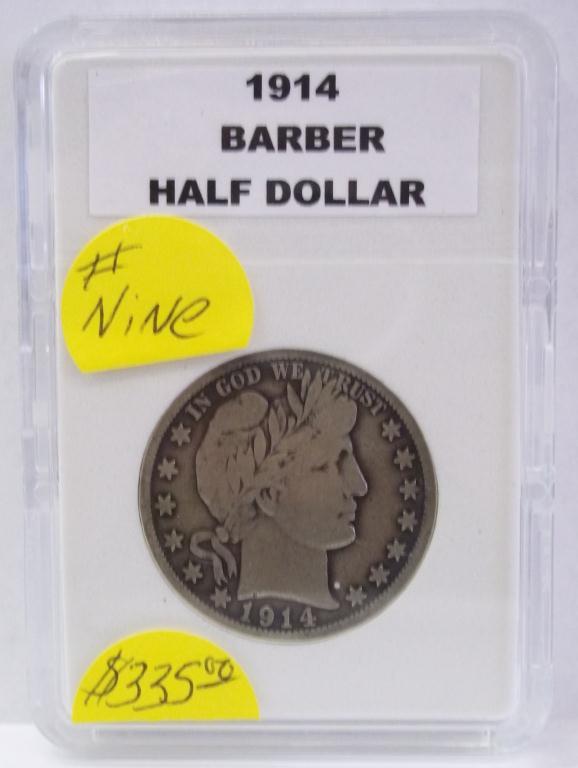 1914
BARBER
HALF DOLLAR
#
NiNe
IN GOD WE TRUST
1914
$335.00